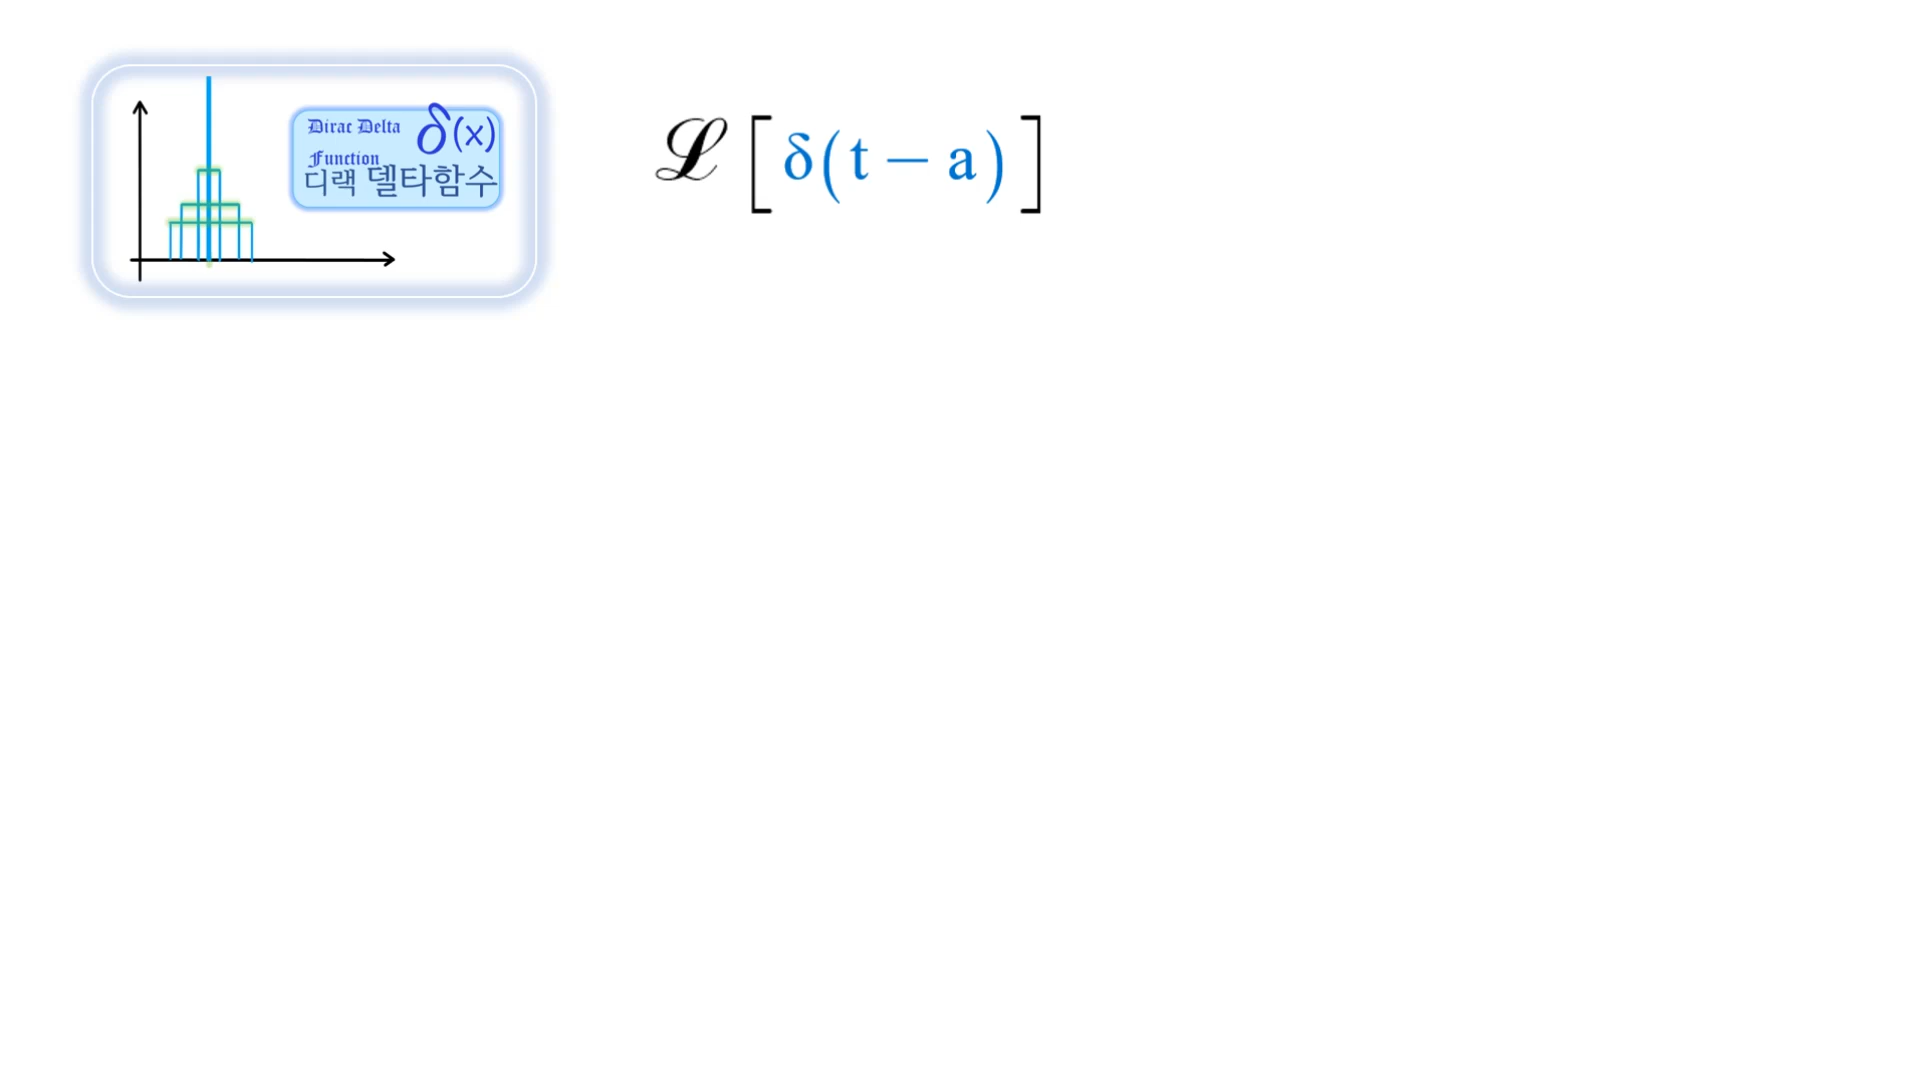 Dirac Delta
Function δ(x)
디랙 델타함수
ℒ[δ(t − a)]